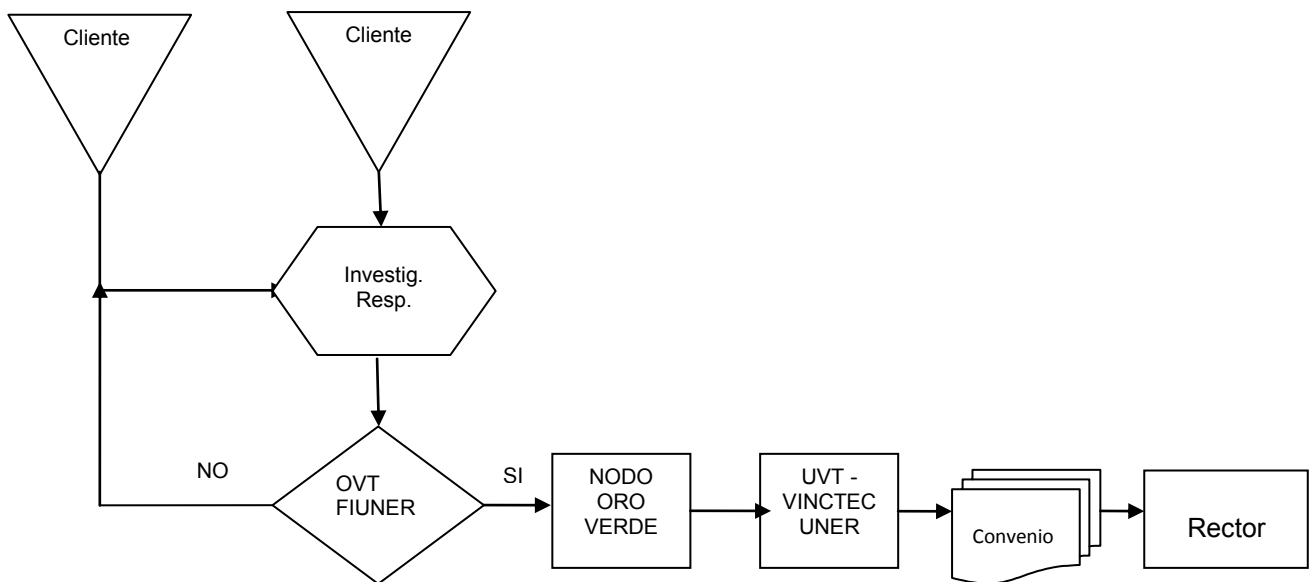 Cliente
Cliente
Investig.
Resp.
NO
OVT
FIUNER
SI
NODO
ORO
VERDE
UVT -
VINCTEC
UNER
Convenio
Rector